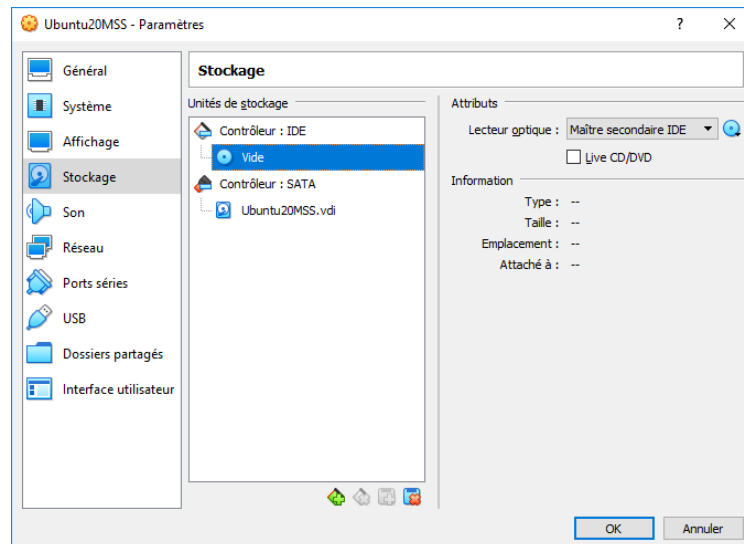 Ubuntu20MSS - Paramètres
?
Général
Système
Affichage
Stockage
Son
Réseau
Ports séries
USB
Dossiers partagés
Interface utilisateur
Stockage
Unités de stockage
Contrôleur : IDE
Vide
Contrôleur : SATA
Ubuntu20MSS.vdi
Attributs
Lecteur optique : Maître secondaire IDE
Live CD/DVD
Information
Type : --
Taille : --
Emplacement : --
Attaché à : --
OK
Annuler